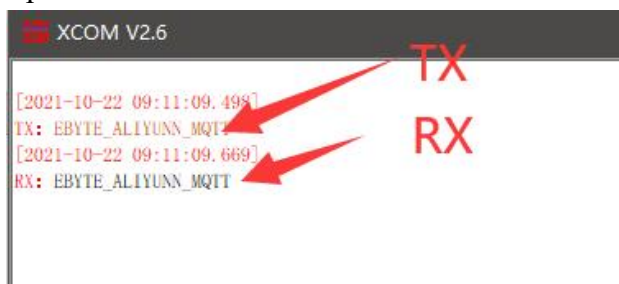 XCOM V2.6
TX
[2021-10-22 09:11:09.498]
TX: EBYTE_ALIYUNN_MQTT
[2021-10-22 09:11:09.669]
RX
RX: EBYTE_ALIYUNN_MQTT